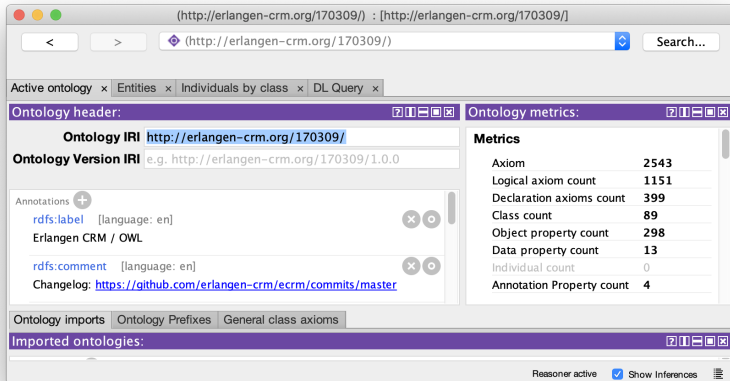 (http://erlangen-crm.org/170309/) : [http://erlangen-crm.org/170309/]
< > (http://erlangen-crm.org/170309/) Search...
Active ontology × Entities × Individuals by class × DL Query ×
Ontology header:
Ontology metrics:
Ontology IRI http://erlangen-crm.org/170309/
Ontology Version IRI e.g. http://erlangen-crm.org/170309/1.0.0
Annotations
rdfs:label [language: en]
Erlangen CRM / OWL
rdfs:comment [language: en]
Changelog: https://github.com/erlangen-crm/ecrm/commits/master
Metrics
Axiom 2543
Logical axiom count 1151
Declaration axioms count 399
Class count 89
Object property count 298
Data property count 13
Individual count 0
Annotation Property count 4
Ontology imports Ontology Prefixes General class axioms
Imported ontologies:
Reasoner active Show Inferences